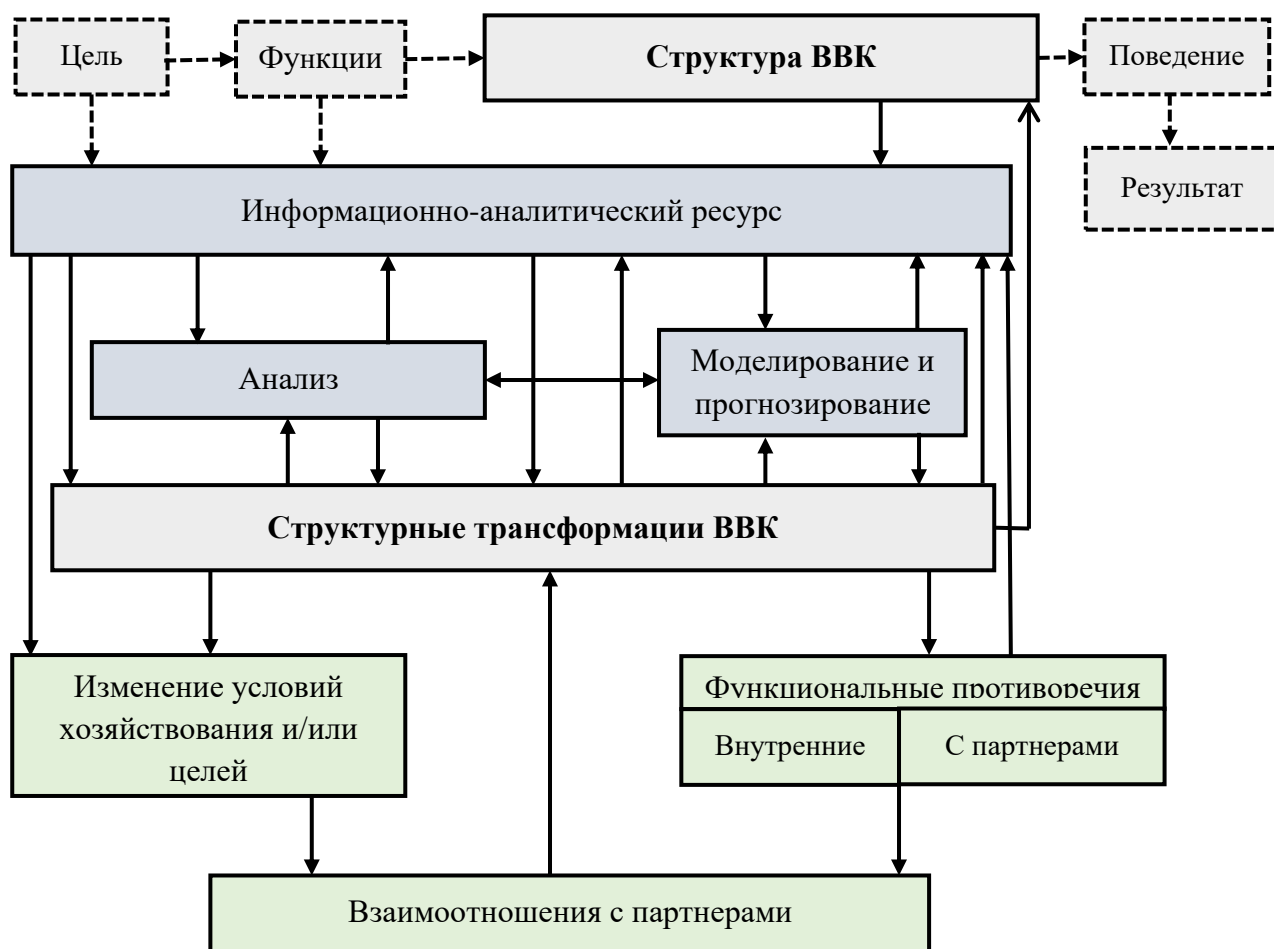 Цель
Функции
Структура ВВК
Поведение
Результат
Информационно-аналитический ресурс
Анализ
Моделирование и
прогнозирование
Структурные трансформации ВВК
Изменение условий
хозяйствования и/или
целей
Функциональные противоречия
Внутренние
С партнерами
Взаимоотношения с партнерами